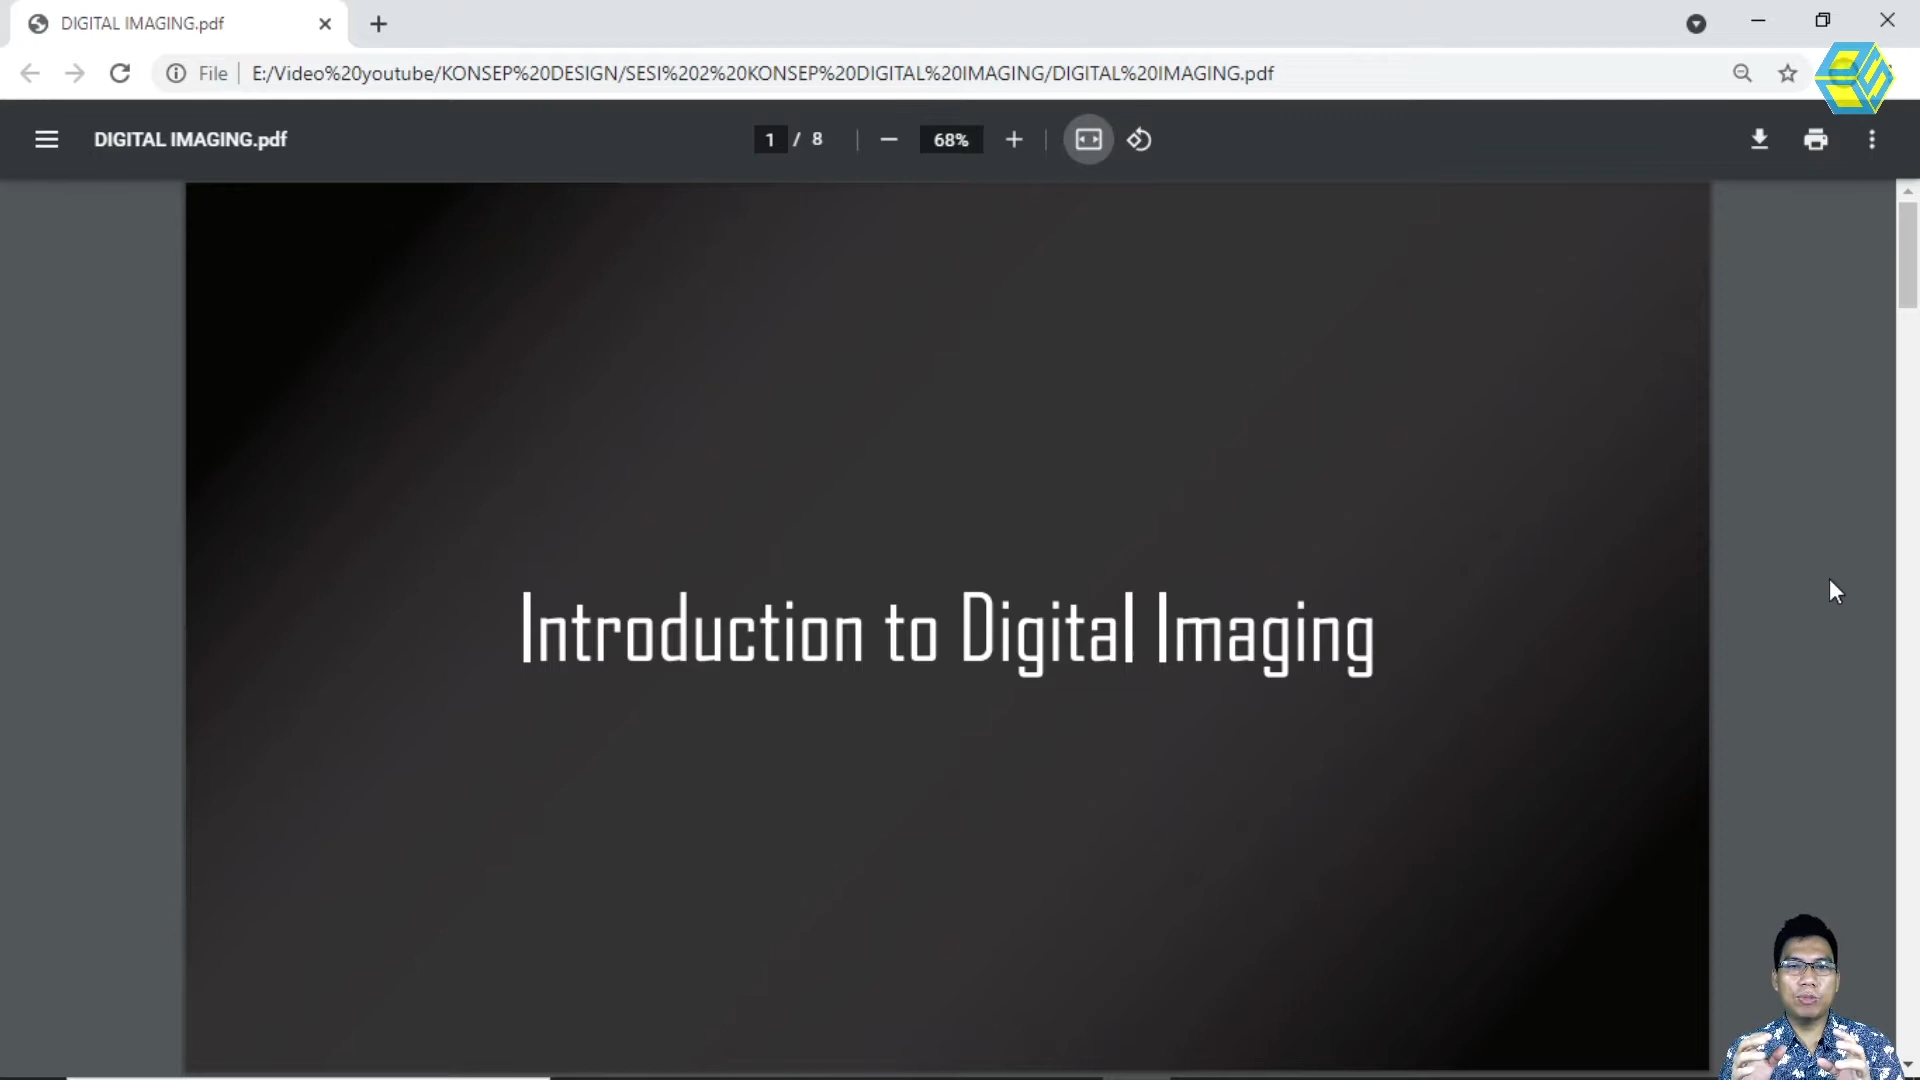 DIGITAL IMAGING.pdf
File
E:/Video%20youtube/KONSEP%20DESIGN/SESI%202%20KONSEP%20DIGITAL%20IMAGING/DIGITAL%20IMAGING.pdf
DIGITAL IMAGING.pdf
1 / 8
68%
Introduction to Digital Imaging